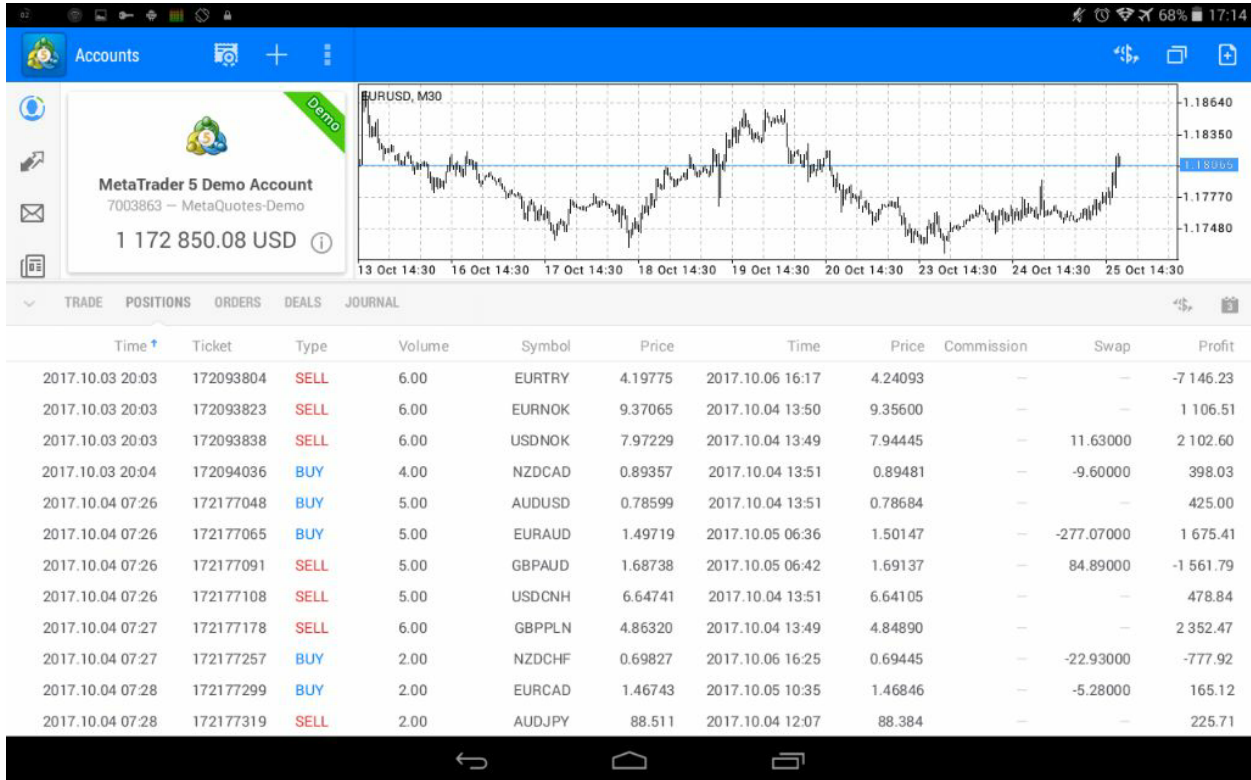 02 68% 17:14
Accounts
Demo
MetaTrader 5 Demo Account
7003863 — MetaQuotes-Demo
1 172 850.08 USD
EURUSD, M30
1.18640
1.18350
1.18065
1.17770
1.17480
13 Oct 14:30 16 Oct 14:30 17 Oct 14:30 18 Oct 14:30 19 Oct 14:30 20 Oct 14:30 23 Oct 14:30 24 Oct 14:30 25 Oct 14:30
TRADE POSITIONS ORDERS DEALS JOURNAL
Time Ticket Type Volume Symbol Price Time Price Commission Swap Profit
2017.10.03 20:03 172093804 SELL 6.00 EURTRY 4.19775 2017.10.06 16:17 4.24093 — — -7 146.23
2017.10.03 20:03 172093823 SELL 6.00 EURNOK 9.37065 2017.10.04 13:50 9.35600 — — 1 106.51
2017.10.03 20:03 172093838 SELL 6.00 USDNOK 7.97229 2017.10.04 13:49 7.94445 — 11.63000 2 102.60
2017.10.03 20:04 172094036 BUY 4.00 NZDCAD 0.89357 2017.10.04 13:51 0.89481 — -9.60000 398.03
2017.10.04 07:26 172177048 BUY 5.00 AUDUSD 0.78599 2017.10.04 13:51 0.78684 — — 425.00
2017.10.04 07:26 172177065 BUY 5.00 EURAUD 1.49719 2017.10.05 06:36 1.50147 — -277.07000 1 675.41
2017.10.04 07:26 172177091 SELL 5.00 GBPAUD 1.68738 2017.10.05 06:42 1.69137 — 84.89000 -1 561.79
2017.10.04 07:26 172177108 SELL 5.00 USDCNH 6.64741 2017.10.04 13:51 6.64105 — — 478.84
2017.10.04 07:27 172177178 SELL 6.00 GBPPLN 4.86320 2017.10.04 13:49 4.84890 — — 2 352.47
2017.10.04 07:27 172177257 BUY 2.00 NZDCHF 0.69827 2017.10.06 16:25 0.69445 — -22.93000 -777.92
2017.10.04 07:28 172177299 BUY 2.00 EURCAD 1.46743 2017.10.05 10:35 1.46846 — -5.28000 165.12
2017.10.04 07:28 172177319 SELL 2.00 AUDJPY 88.511 2017.10.04 12:07 88.384 — — 225.71